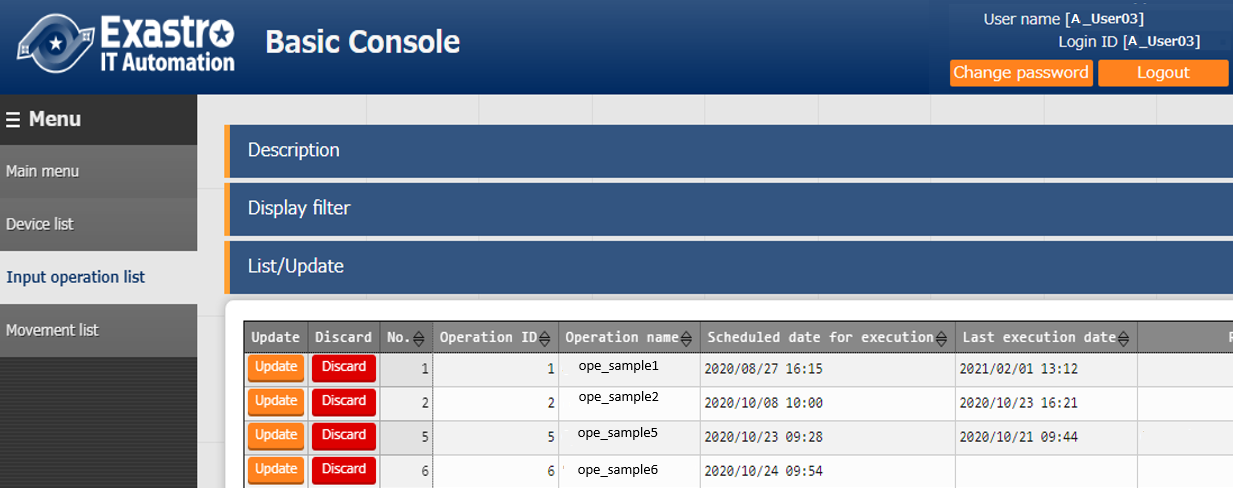 Exastro
IT Automation
Basic Console
User name [A_User03]
Login ID [A_User03]
Change password Logout
Menu
Main menu
Device list
Input operation list
Movement list
Description
Display filter
List/Update
Update Discard No. Operation ID Operation name Scheduled date for execution Last execution date R
Update Discard 1 1 ope_sample1 2020/08/27 16:15 2021/02/01 13:12
Update Discard 2 2 ope_sample2 2020/10/08 10:00 2020/10/23 16:21
Update Discard 5 5 ope_sample5 2020/10/23 09:28 2020/10/21 09:44
Update Discard 6 6 ope_sample6 2020/10/24 09:54